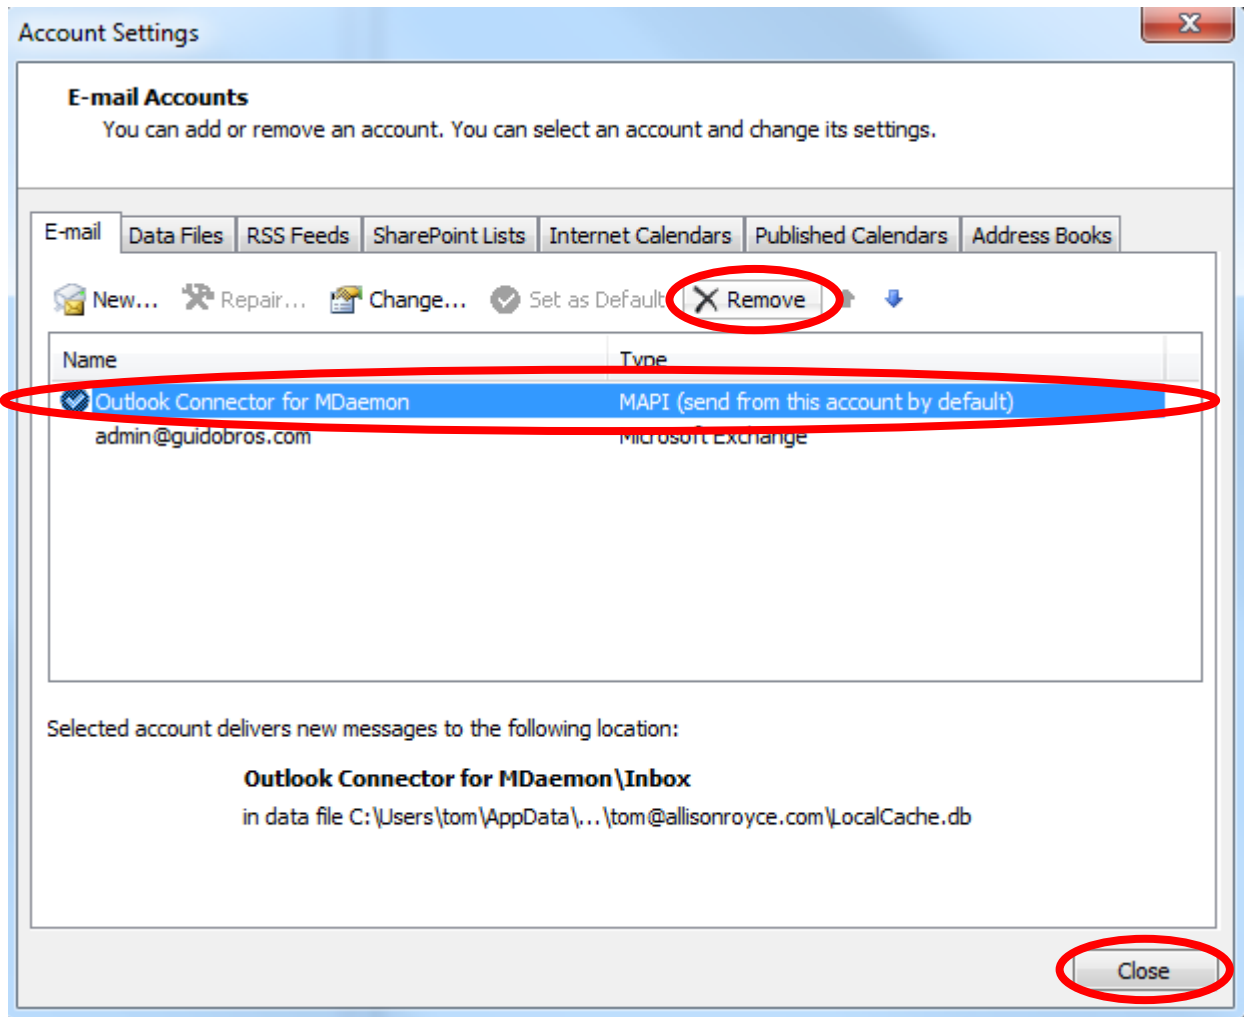 Account Settings
E-mail Accounts
You can add or remove an account. You can select an account and change its settings.
E-mail Data Files RSS Feeds SharePoint Lists Internet Calendars Published Calendars Address Books
New... Repair... Change... Set as Default Remove
Name Type
Outlook Connector for MDaemon MAPI (send from this account by default)
admin@guidobros.com Microsoft Exchange
Selected account delivers new messages to the following location:
Outlook Connector for MDaemon\Inbox
in data file C:\Users\tom\AppData\...\tom@allisonroyce.com\LocalCache.db
Close